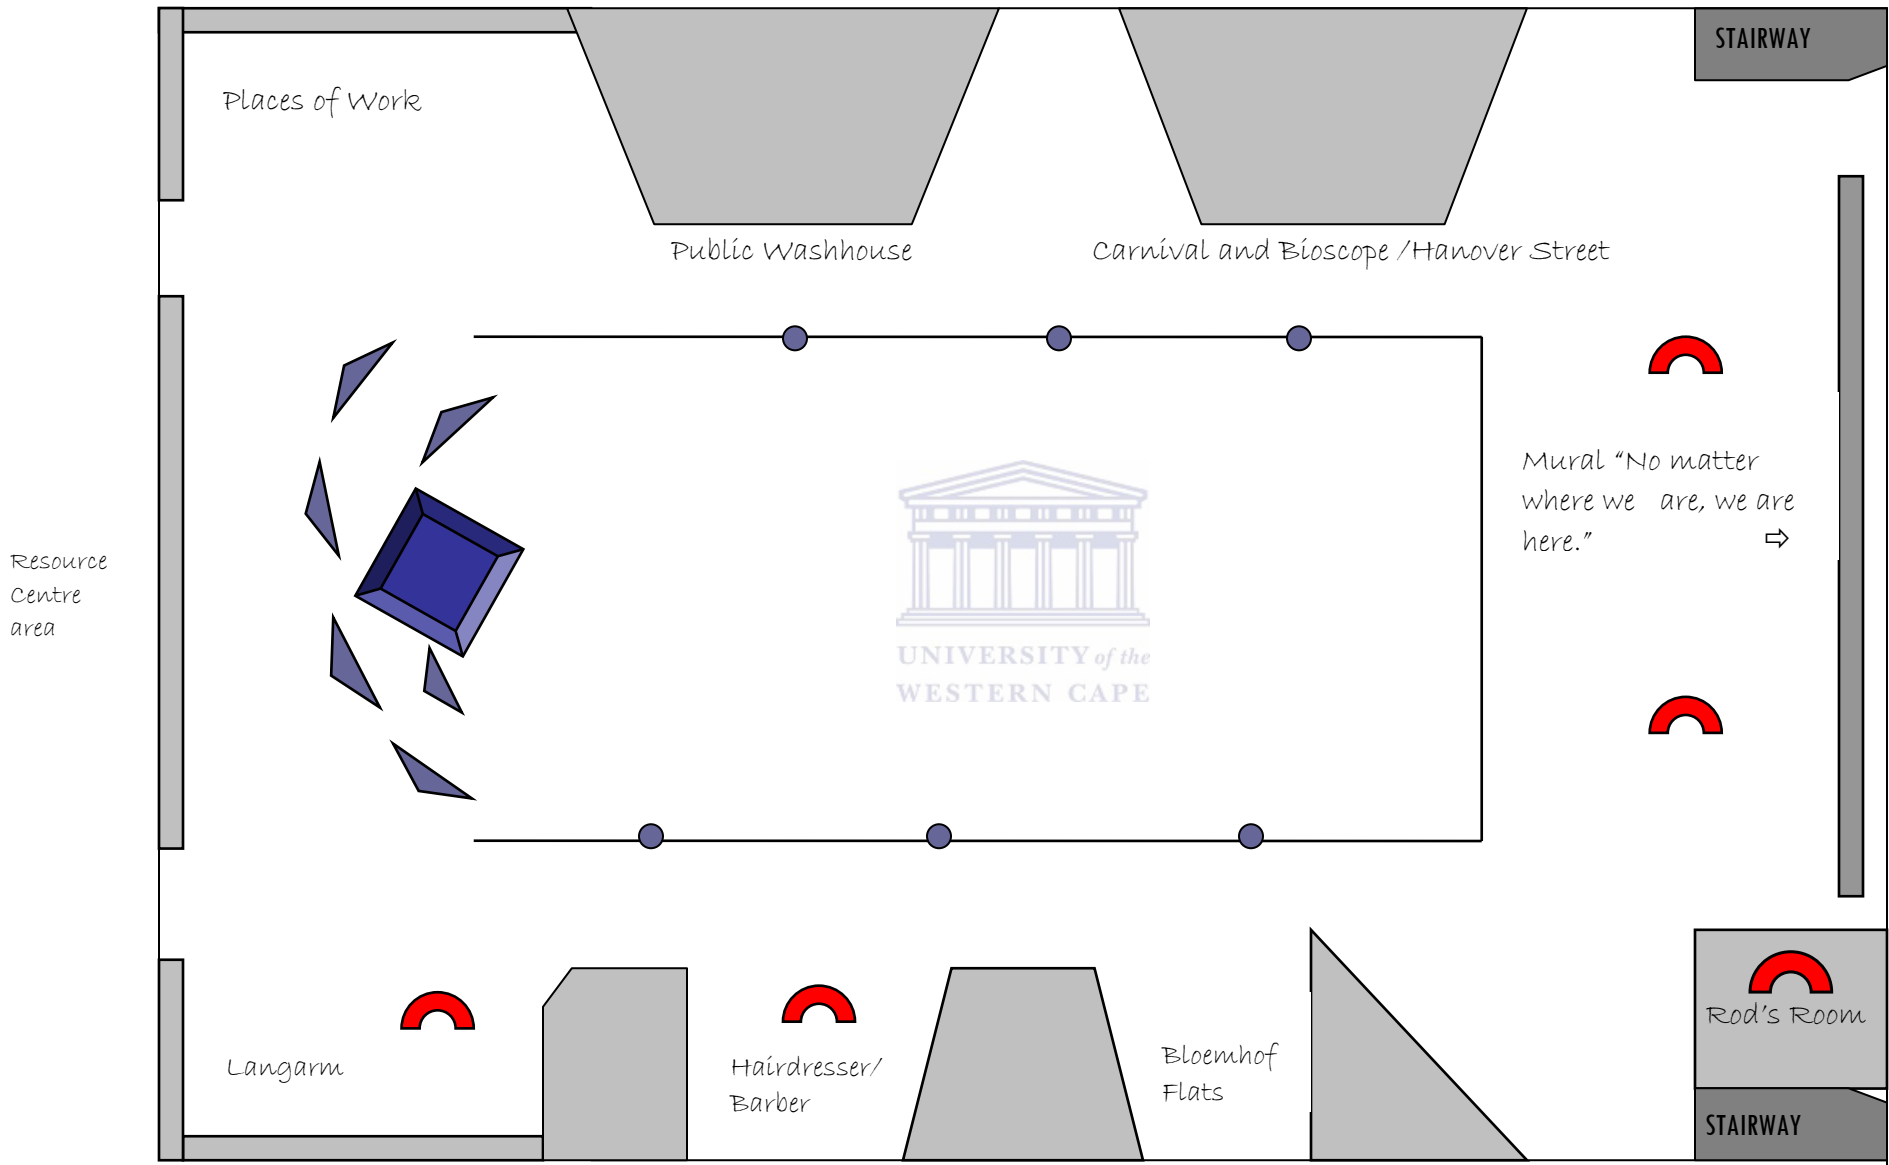 STAIRWAY
Places of Work
Public Washhouse
Carnival and Bioscope /Hanover Street
Mural “No matter
where we are, we are
here.”
Resource
Centre
area
UNIVERSITY of the
WESTERN CAPE
Rod's Room
Langarm
Hairdresser/
Barber
Bloemhof
Flats
STAIRWAY